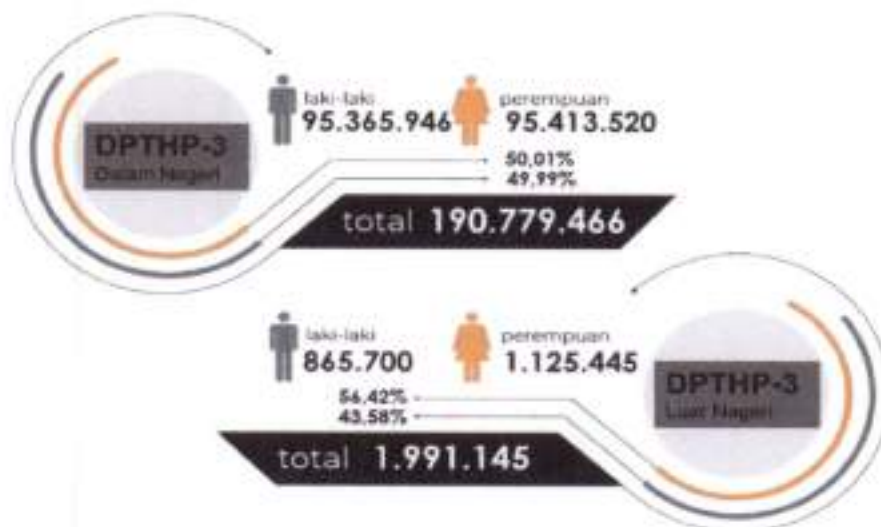 DPTHP-3
Dalam Negeri
laki-laki
95.365.946
perempuan
95.413.520
50,01%
49,99%
total 190.779.466
laki-laki
865.700
perempuan
1.125.445
56,42%
43,58%
total 1.991.145
DPTHP-3
Luar Negeri